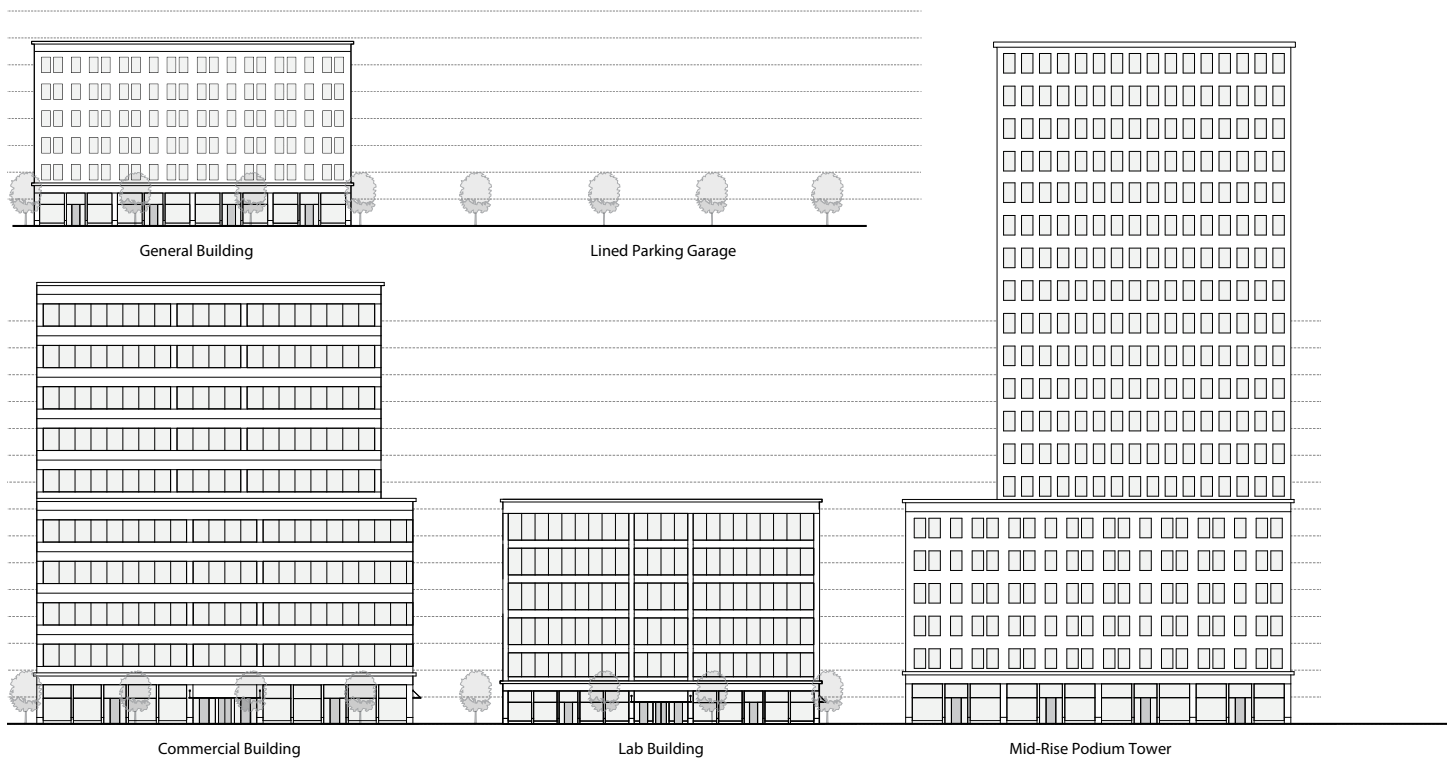 General Building
Lined Parking Garage
Commercial Building
Lab Building
Mid-Rise Podium Tower